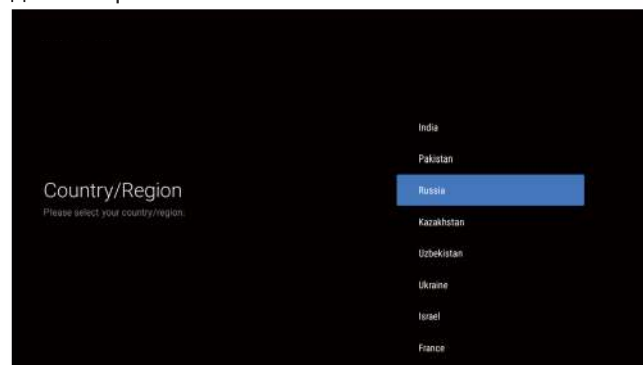 Country/Region
Please select your country/region.
India
Pakistan
Russia
Kazakhstan
Uzbekistan
Ukraine
Israel
France